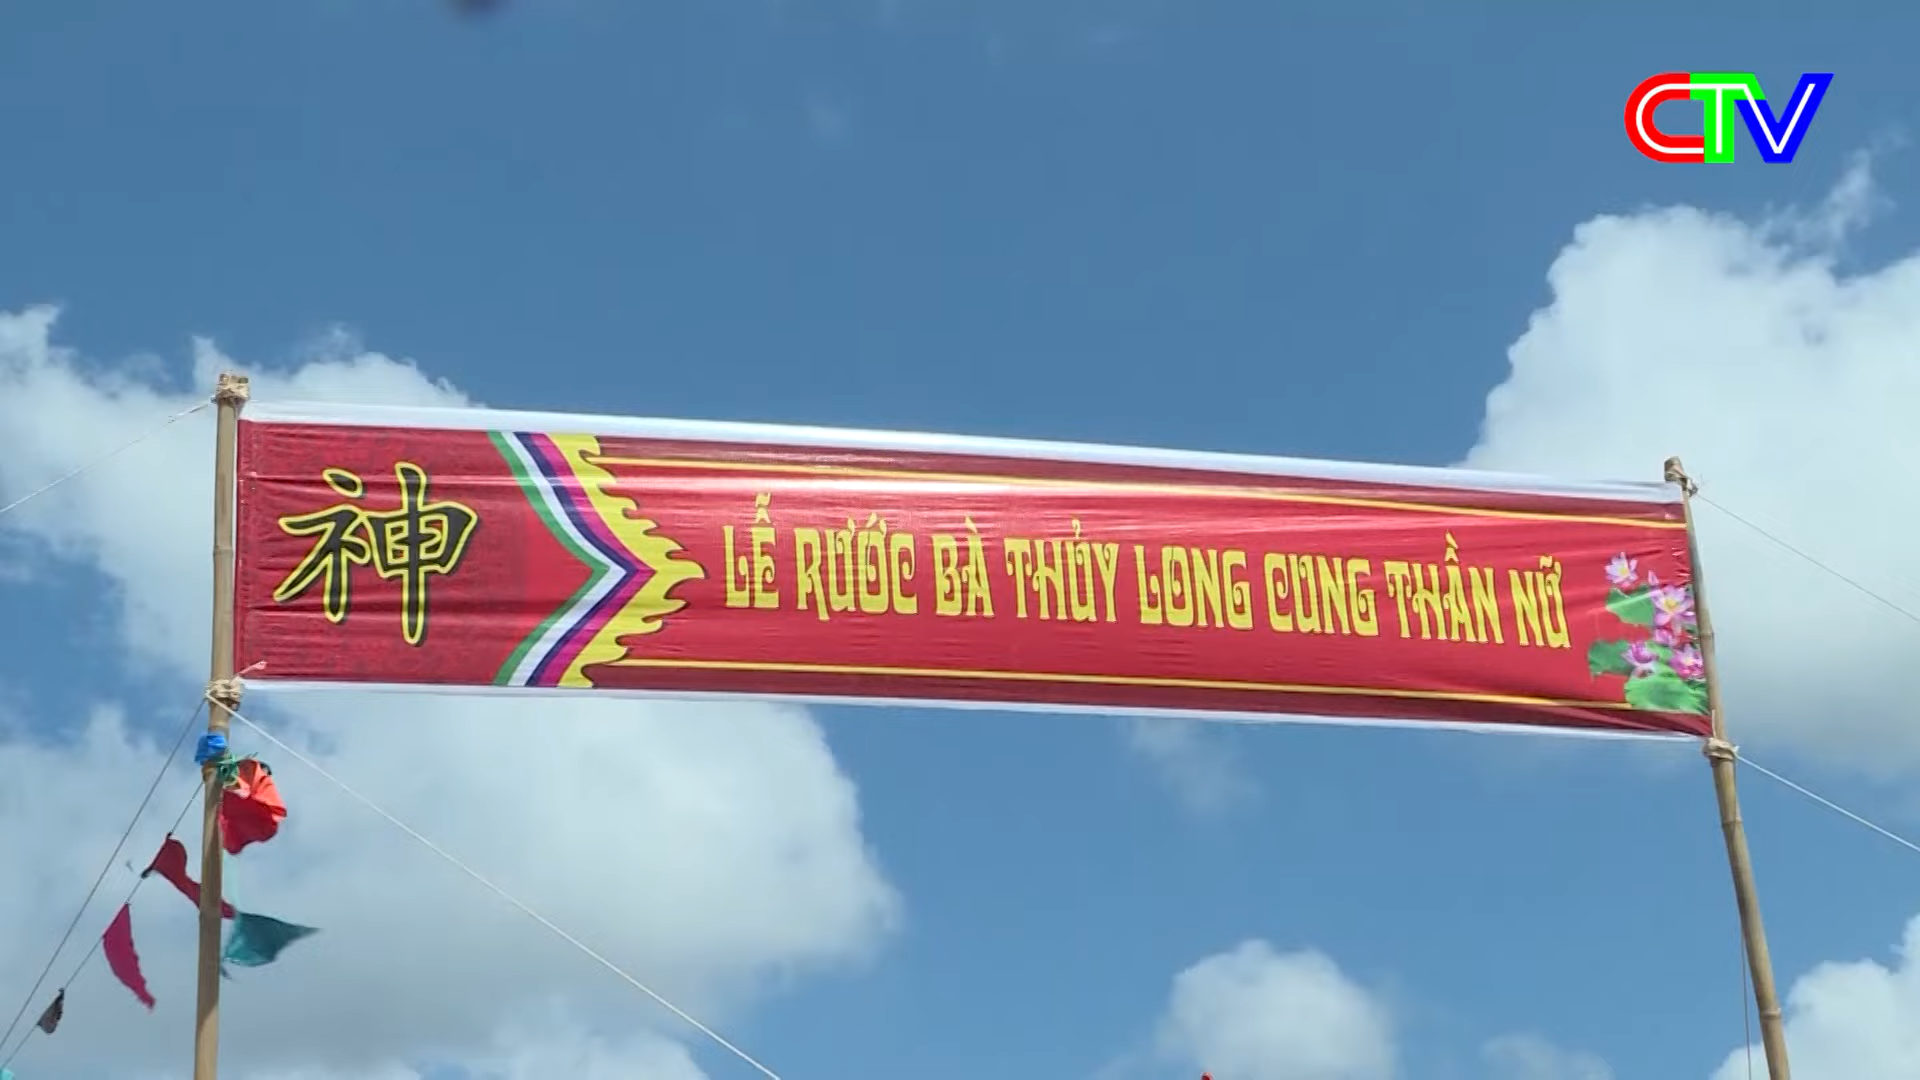 CTV
神
LỄ RƯỚC BÀ THỦY LONG CUNG THẦN NỮ